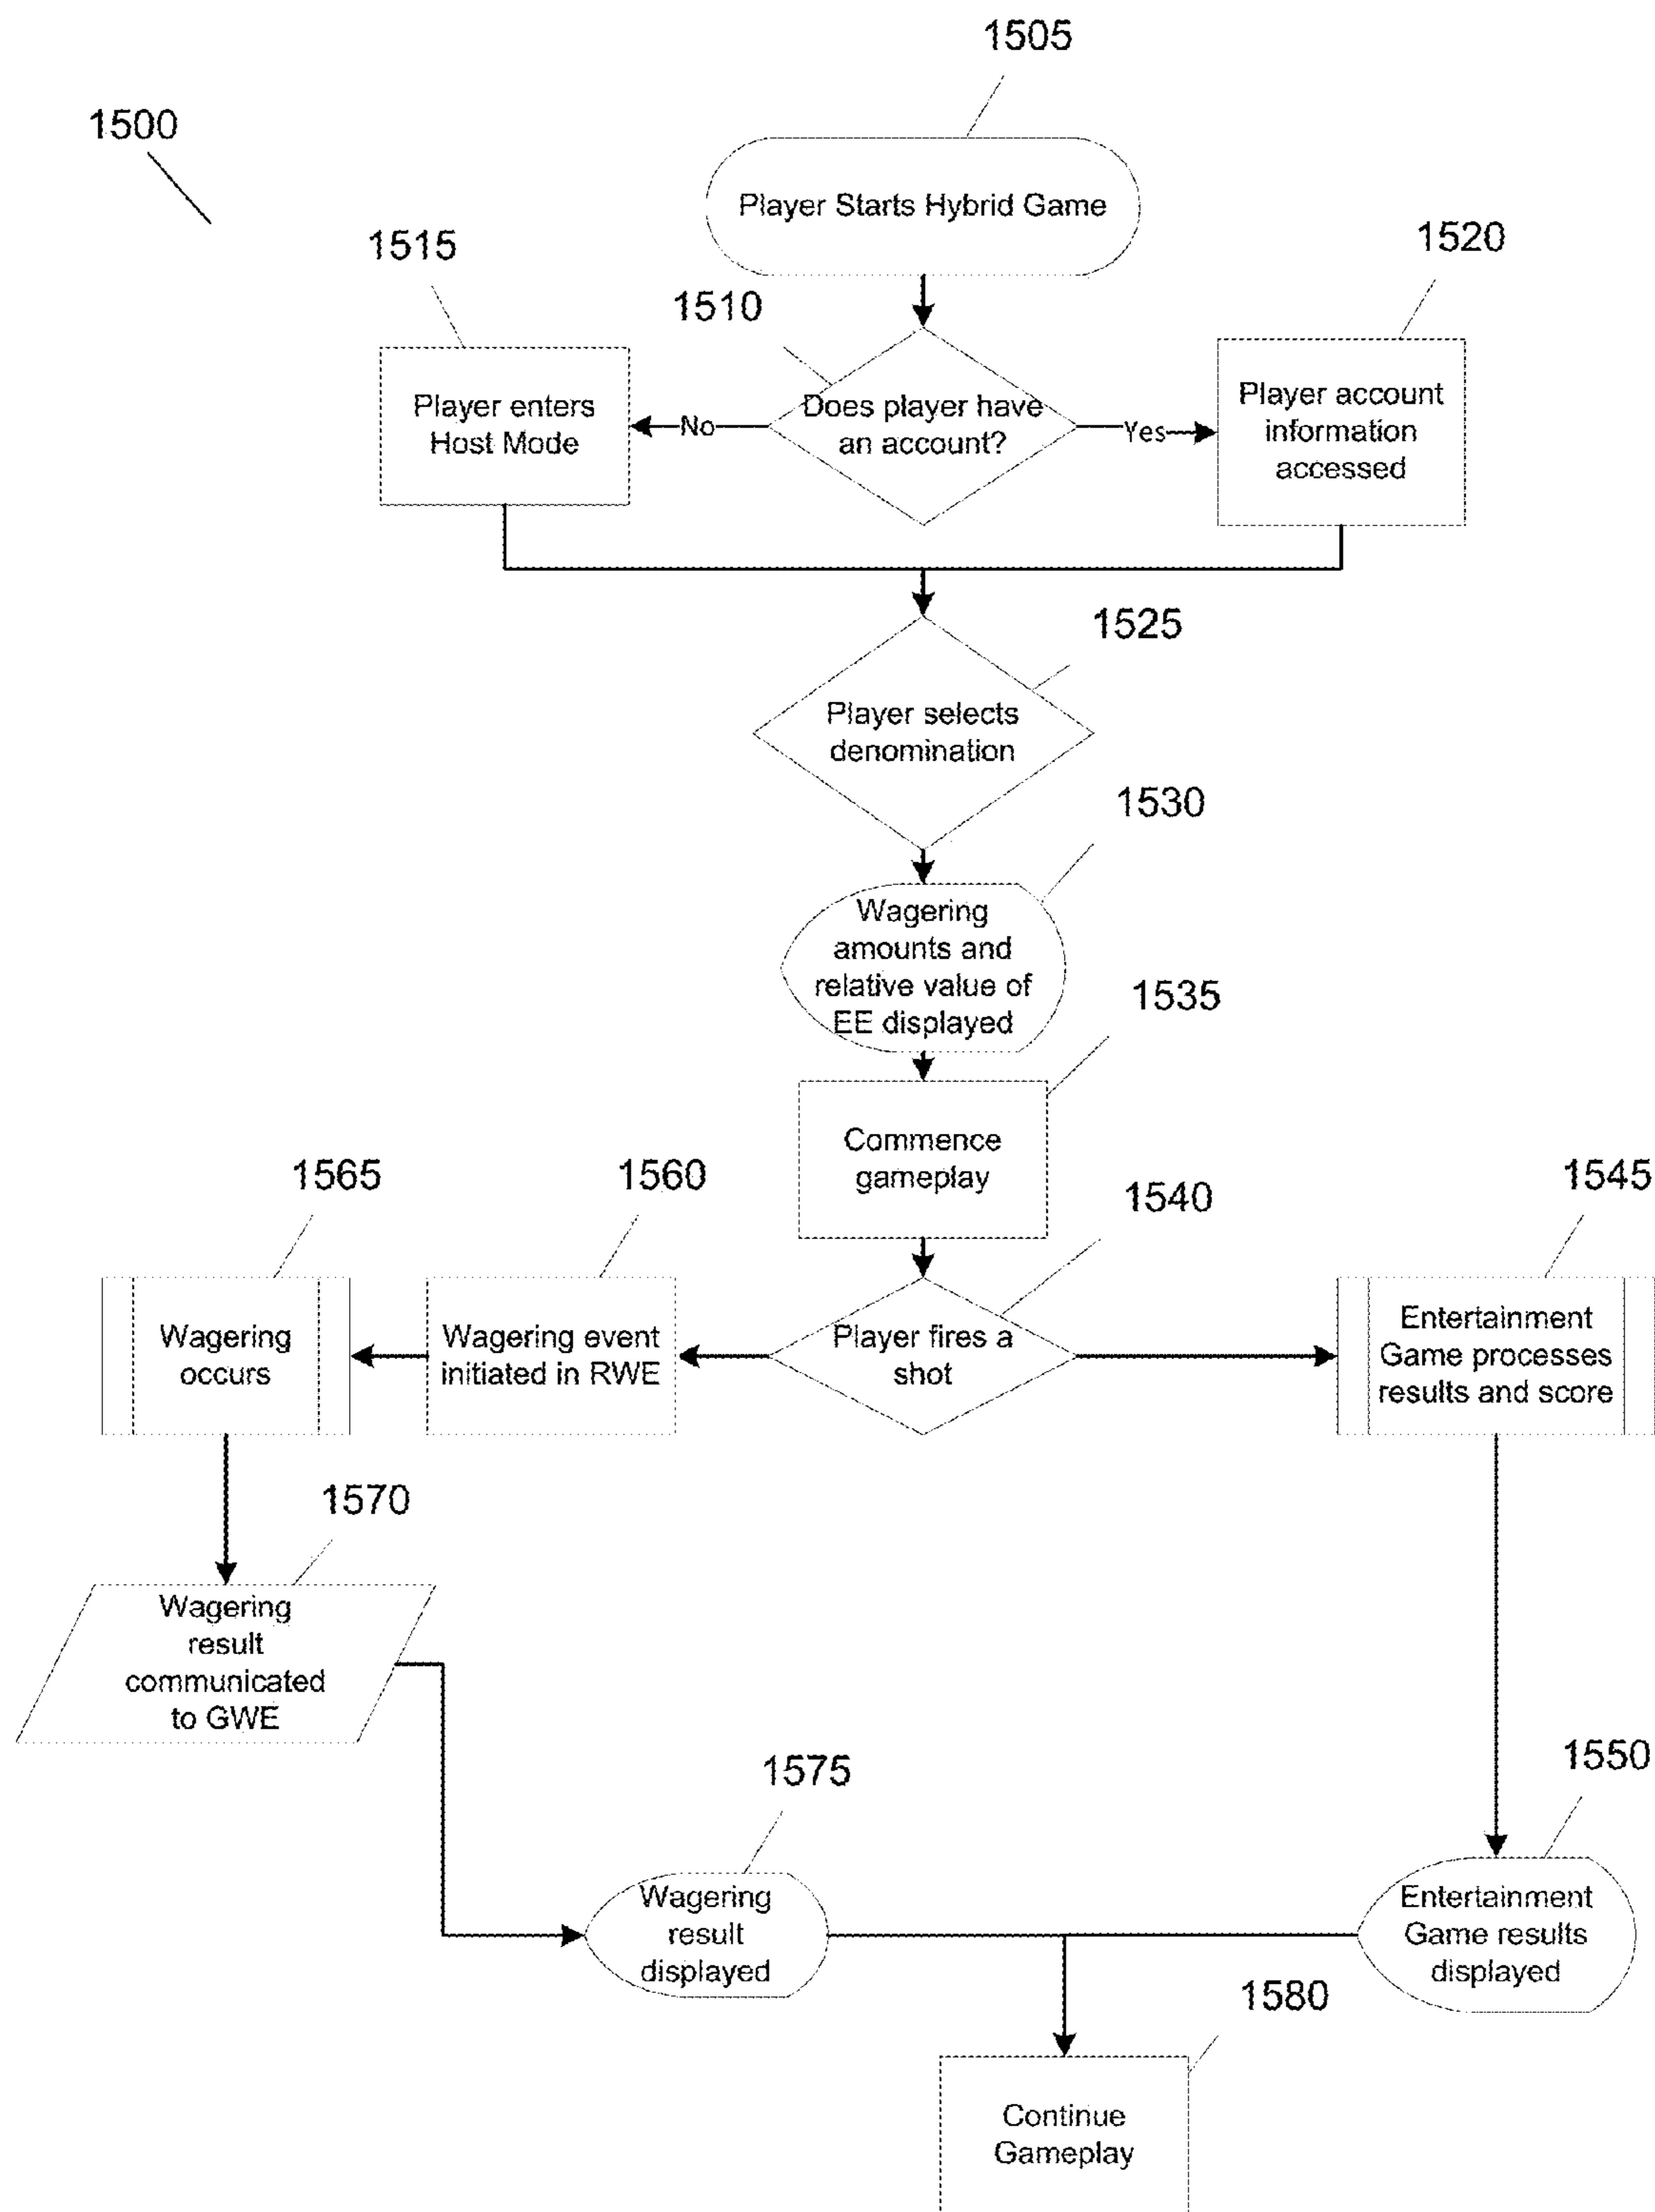 1505
1500
Player Starts Hybrid Game
1515
1520
1510
Player enters
Host Mode
No
Does player have
an account?
Yes
Player account
information
accessed
1525
Player selects
denomination
1530
Wagering
amounts and
relative value of
EE displayed
1535
Commence
gameplay
1565
1560
1540
1545
Wagering
occurs
Wagering event
initiated in RWE
Player fires a
shot
Entertainment
Game processes
results and score
1570
Wagering
result
communicated
to GWE
1575
1550
Wagering
result
displayed
Entertainment
Game results
displayed
1580
Continue
Gameplay